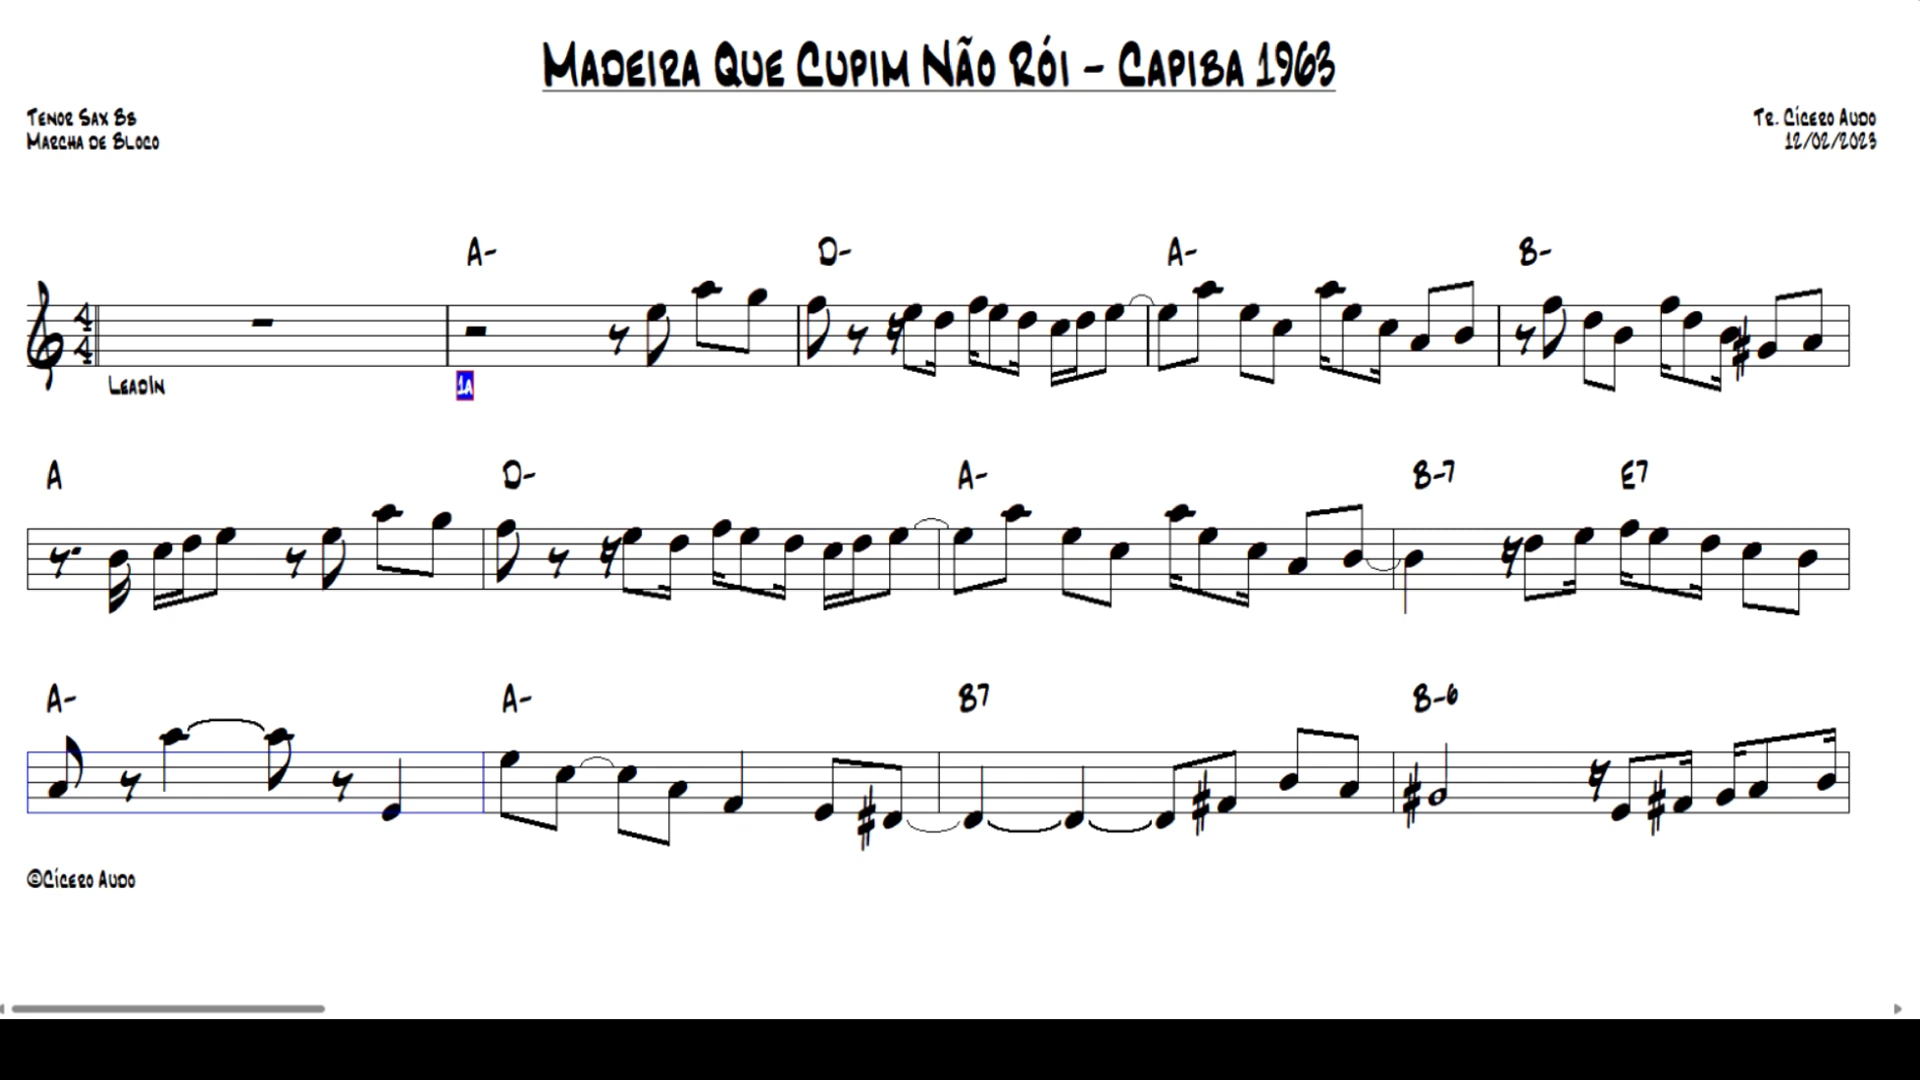 Madeira Que Cupim Não Rói - Capiba 1963
Tenor Sax Bb
Marcha de Bloco
Tr. Cícero Audo
12/02/2023
A- D- A- B-
LeadIn
1A
A D- A- B-7 E7
A- A- B7 B-6
©Cícero Audo